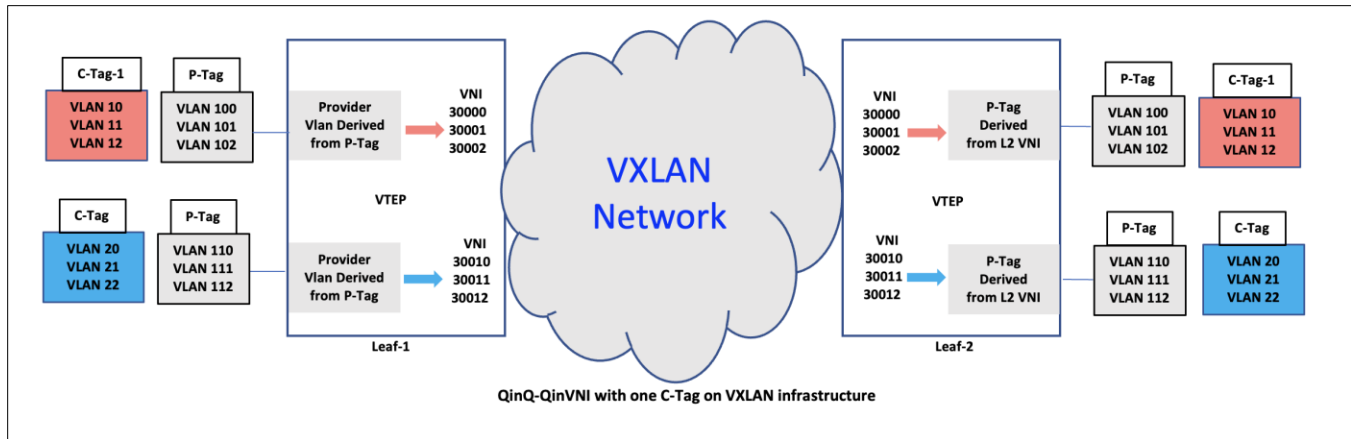 C-Tag-1
VLAN 10
VLAN 11
VLAN 12
P-Tag
VLAN 100
VLAN 101
VLAN 102
Provider
Vlan Derived
from P-Tag
VNI
30000
30001
30002
C-Tag
VLAN 20
VLAN 21
VLAN 22
P-Tag
VLAN 110
VLAN 111
VLAN 112
VTEP
Provider
Vlan Derived
from P-Tag
VNI
30010
30011
30012
Leaf-1
VXLAN
Network
VNI
30000
30001
30002
P-Tag
Derived
from L2 VNI
P-Tag
VLAN 100
VLAN 101
VLAN 102
C-Tag-1
VLAN 10
VLAN 11
VLAN 12
VTEP
VNI
30010
30011
30012
P-Tag
Derived
from L2 VNI
P-Tag
VLAN 110
VLAN 111
VLAN 112
C-Tag
VLAN 20
VLAN 21
VLAN 22
Leaf-2
QinQ-QinVNI with one C-Tag on VXLAN infrastructure